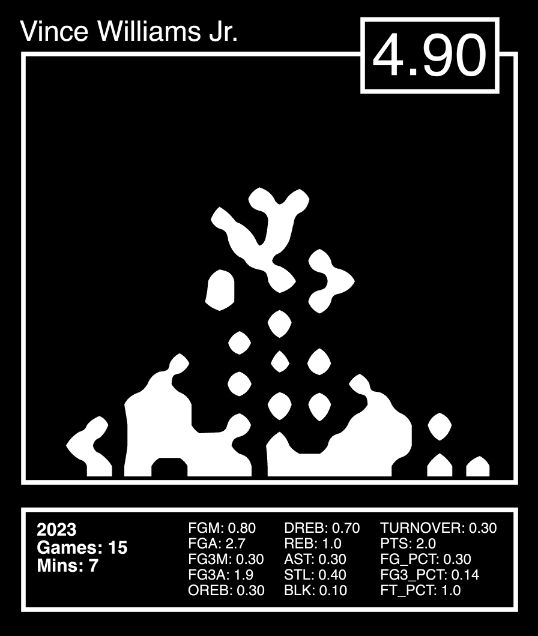 Vince Williams Jr.
4.90
2023
Games: 15
Mins: 7
FGM: 0.80
FGA: 2.7
FG3M: 0.30
FG3A: 1.9
OREB: 0.30
DREB: 0.70
REB: 1.0
AST: 0.30
STL: 0.40
BLK: 0.10
TURNOVER: 0.30
PTS: 2.0
FG_PCT: 0.30
FG3_PCT: 0.14
FT_PCT: 1.0